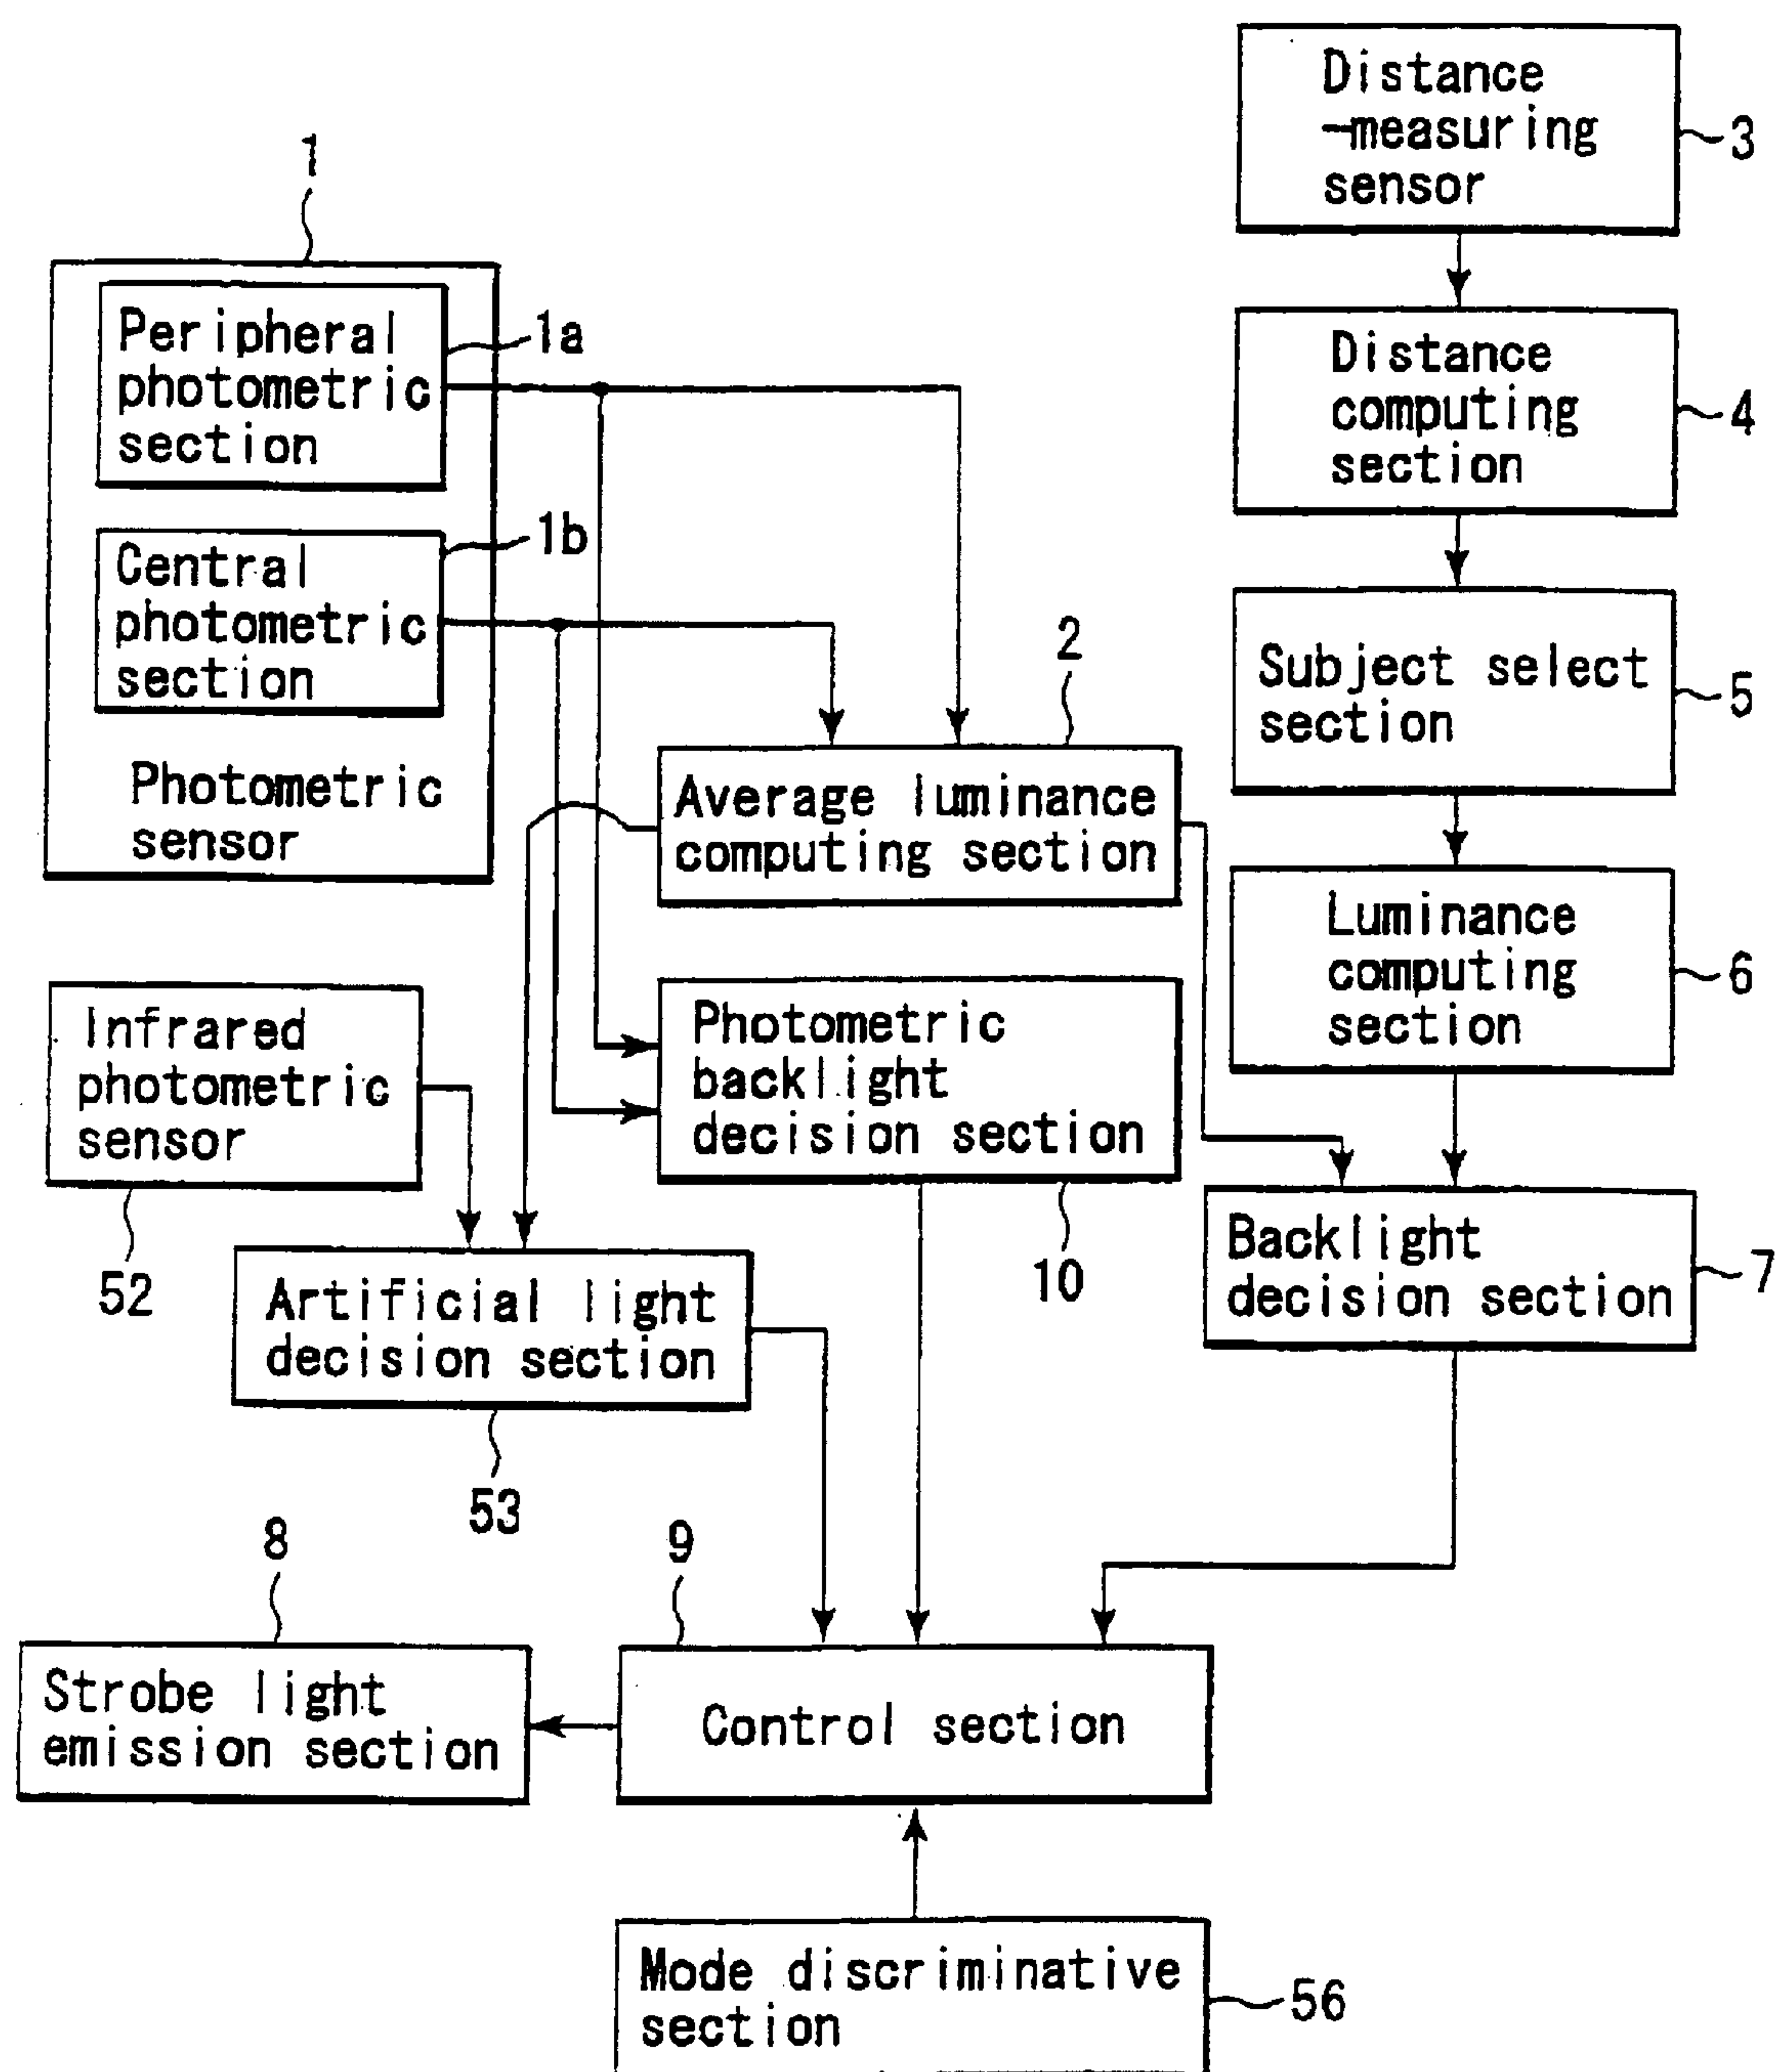 Distance
-measuring
sensor
3
1
Peripheral
photometric
section
1a
Distance
computing
section
4
Central
photometric
section
1b
Photometric
sensor
2
Subject select
section
5
Average luminance
computing section
Luminance
computing
section
6
Infrared
photometric
sensor
52
Photometric
backlight
decision section
10
Backlight
decision section
7
Artificial light
decision section
53
8
9
Strobe light
emission section
Control section
Mode discriminative
section
56